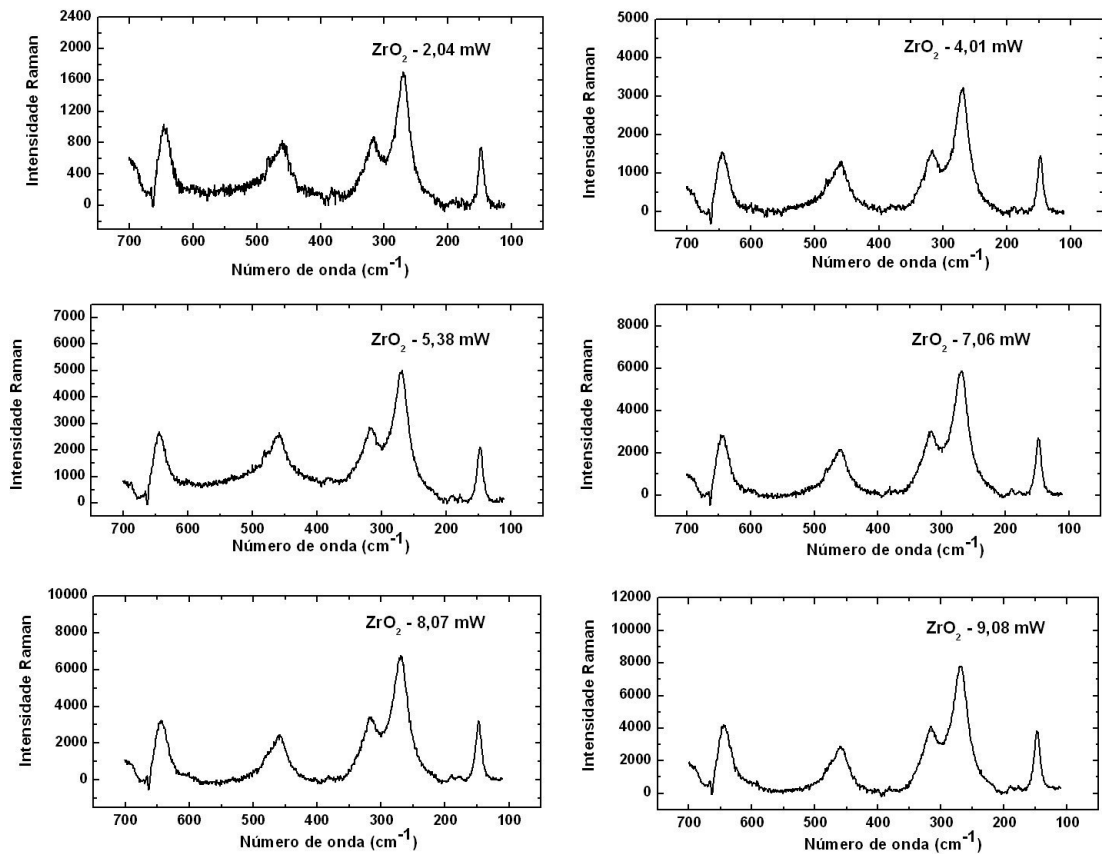 2400
2000
1600
1200
800
400
0
Intensidade Raman
ZrO2 - 2,04 mW
700 600 500 400 300 200 100
Número de onda (cm-1)
5000
4000
3000
2000
1000
0
Intensidade Raman
ZrO2 - 4,01 mW
700 600 500 400 300 200 100
Número de onda (cm-1)
7000
6000
5000
4000
3000
2000
1000
0
Intensidade Raman
ZrO2 - 5,38 mW
700 600 500 400 300 200 100
Número de onda (cm-1)
8000
6000
4000
2000
0
Intensidade Raman
ZrO2 - 7,06 mW
700 600 500 400 300 200 100
Número de onda (cm-1)
10000
8000
6000
4000
2000
0
Intensidade Raman
ZrO2 - 8,07 mW
700 600 500 400 300 200 100
Número de onda (cm-1)
12000
10000
8000
6000
4000
2000
0
Intensidade Raman
ZrO2 - 9,08 mW
700 600 500 400 300 200 100
Número de onda (cm-1)